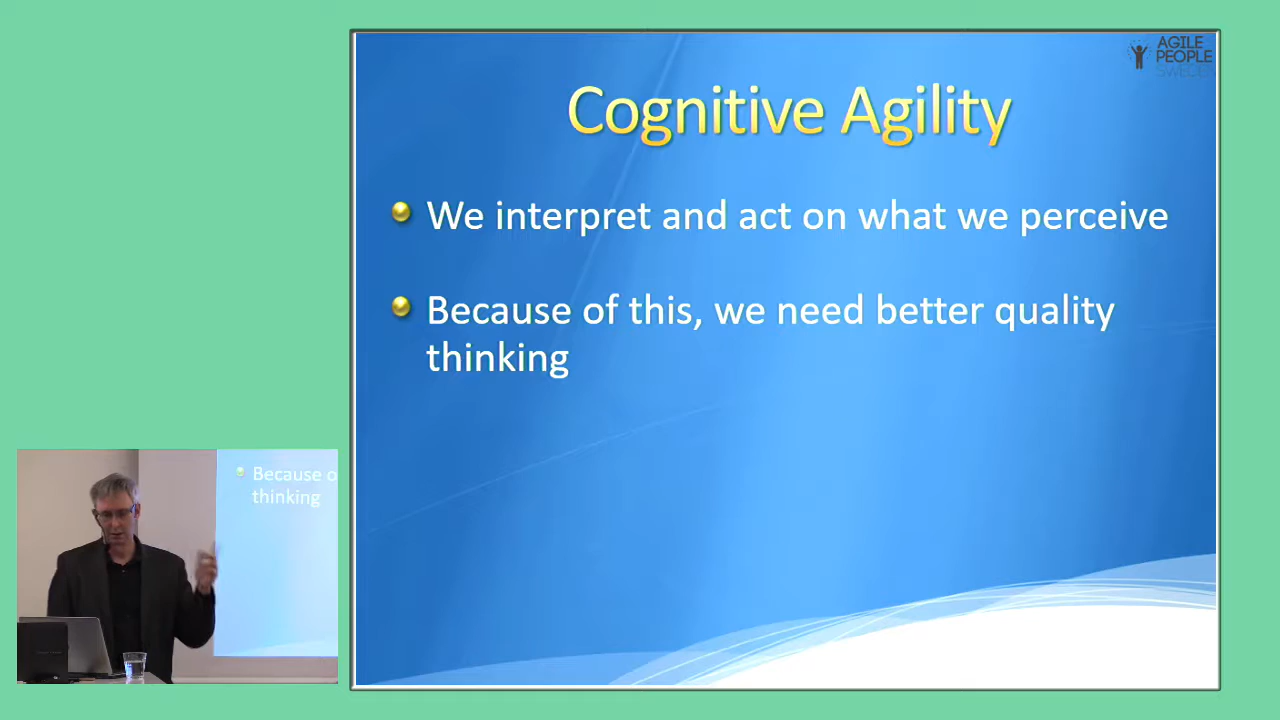 AGILE
PEOPLE
SWEDEN
Cognitive Agility
We interpret and act on what we perceive
Because of this, we need better quality
thinking
Because o
thinking